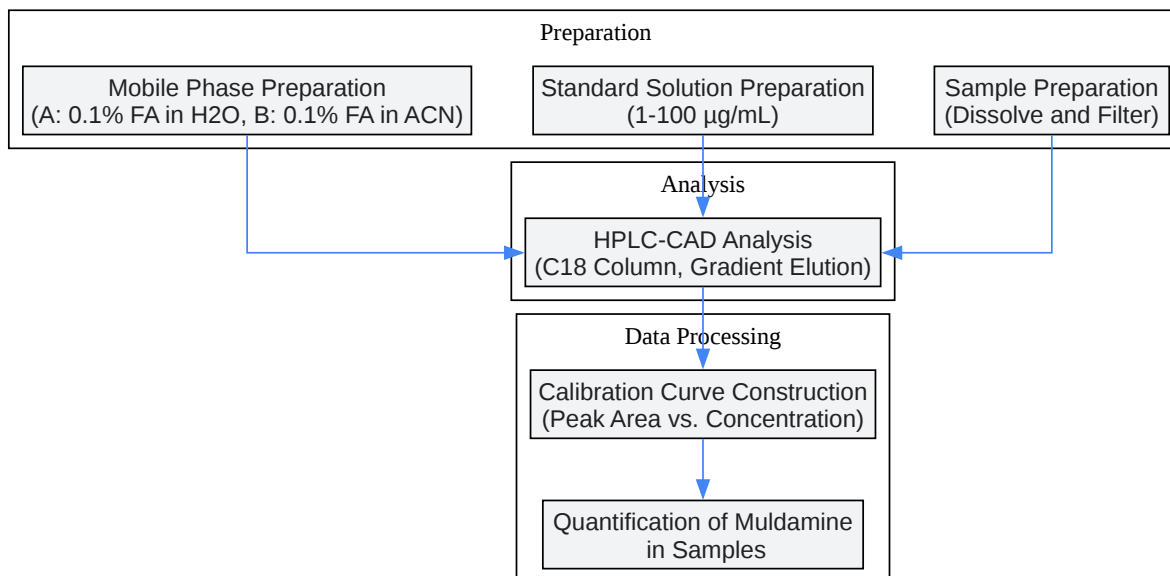 Preparation
Mobile Phase Preparation
(A: 0.1% FA in H2O, B: 0.1% FA in ACN)
Standard Solution Preparation
(1-100 µg/mL)
Sample Preparation
(Dissolve and Filter)
Analysis
HPLC-CAD Analysis
(C18 Column, Gradient Elution)
Data Processing
Calibration Curve Construction
(Peak Area vs. Concentration)
Quantification of Muldamine
in Samples